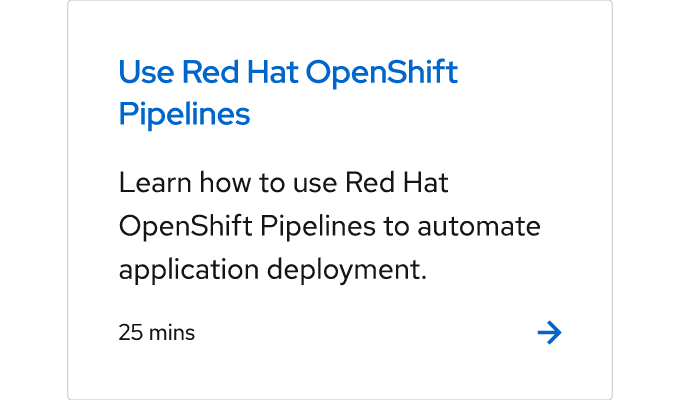 Use Red Hat OpenShift
Pipelines
Learn how to use Red Hat
OpenShift Pipelines to automate
application deployment.
25 mins